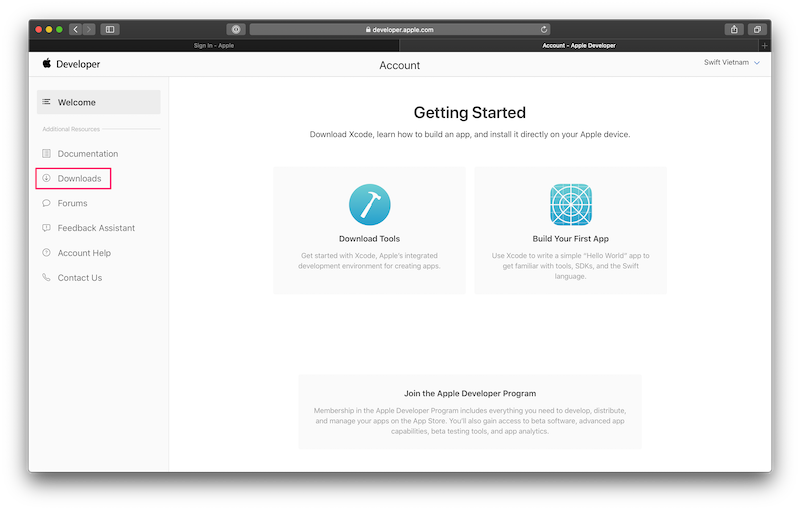 developer.apple.com
Sign In – Apple
Account – Apple Developer
Developer
Account
Swift Vietnam
Welcome
Additional Resources
Documentation
Downloads
Forums
Feedback Assistant
Account Help
Contact Us
Getting Started
Download Xcode, learn how to build an app, and install it directly on your Apple device.
Download Tools
Get started with Xcode, Apple's integrated
development environment for creating apps.
Build Your First App
Use Xcode to write a simple "Hello World" app to
get familiar with tools, SDKs, and the Swift
language.
Join the Apple Developer Program
Membership in the Apple Developer Program includes everything you need to develop, distribute,
and manage your apps on the App Store. You'll also gain access to beta software, advanced app
capabilities, beta testing tools, and app analytics.